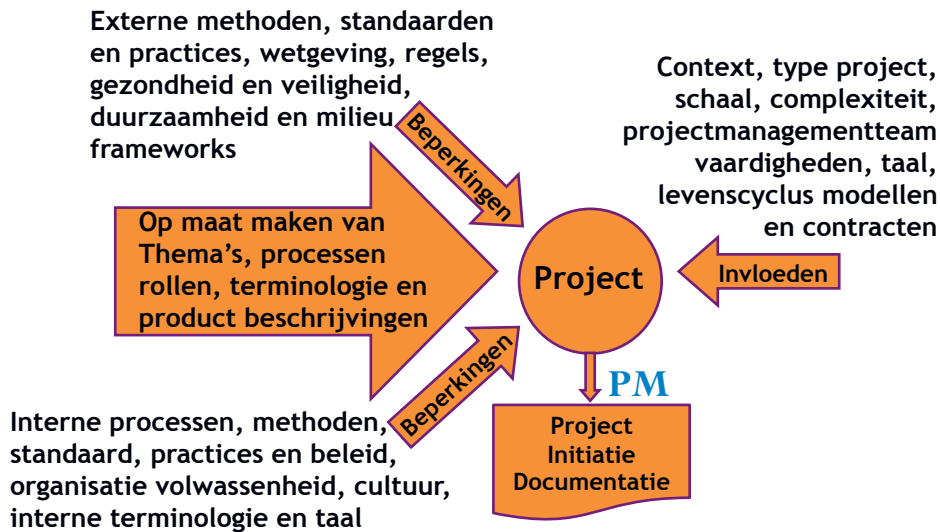 Externe methoden, standaarden
en practices, wetgeving, regels,
gezondheid en veiligheid,
duurzaamheid en milieu
frameworks
Beperkingen
Context, type project,
schaal, complexiteit,
projectmanagementteam
vaardigheden, taal,
levenscyclus modellen
en contracten
Op maat maken van
Thema's, processen
rollen, terminologie en
product beschrijvingen
Project
Invloeden
Beperkingen
PM
Interne processen, methoden,
standaard, practices en beleid,
organisatie volwassenheid, cultuur,
interne terminologie en taal
Project
Initiatie
Documentatie